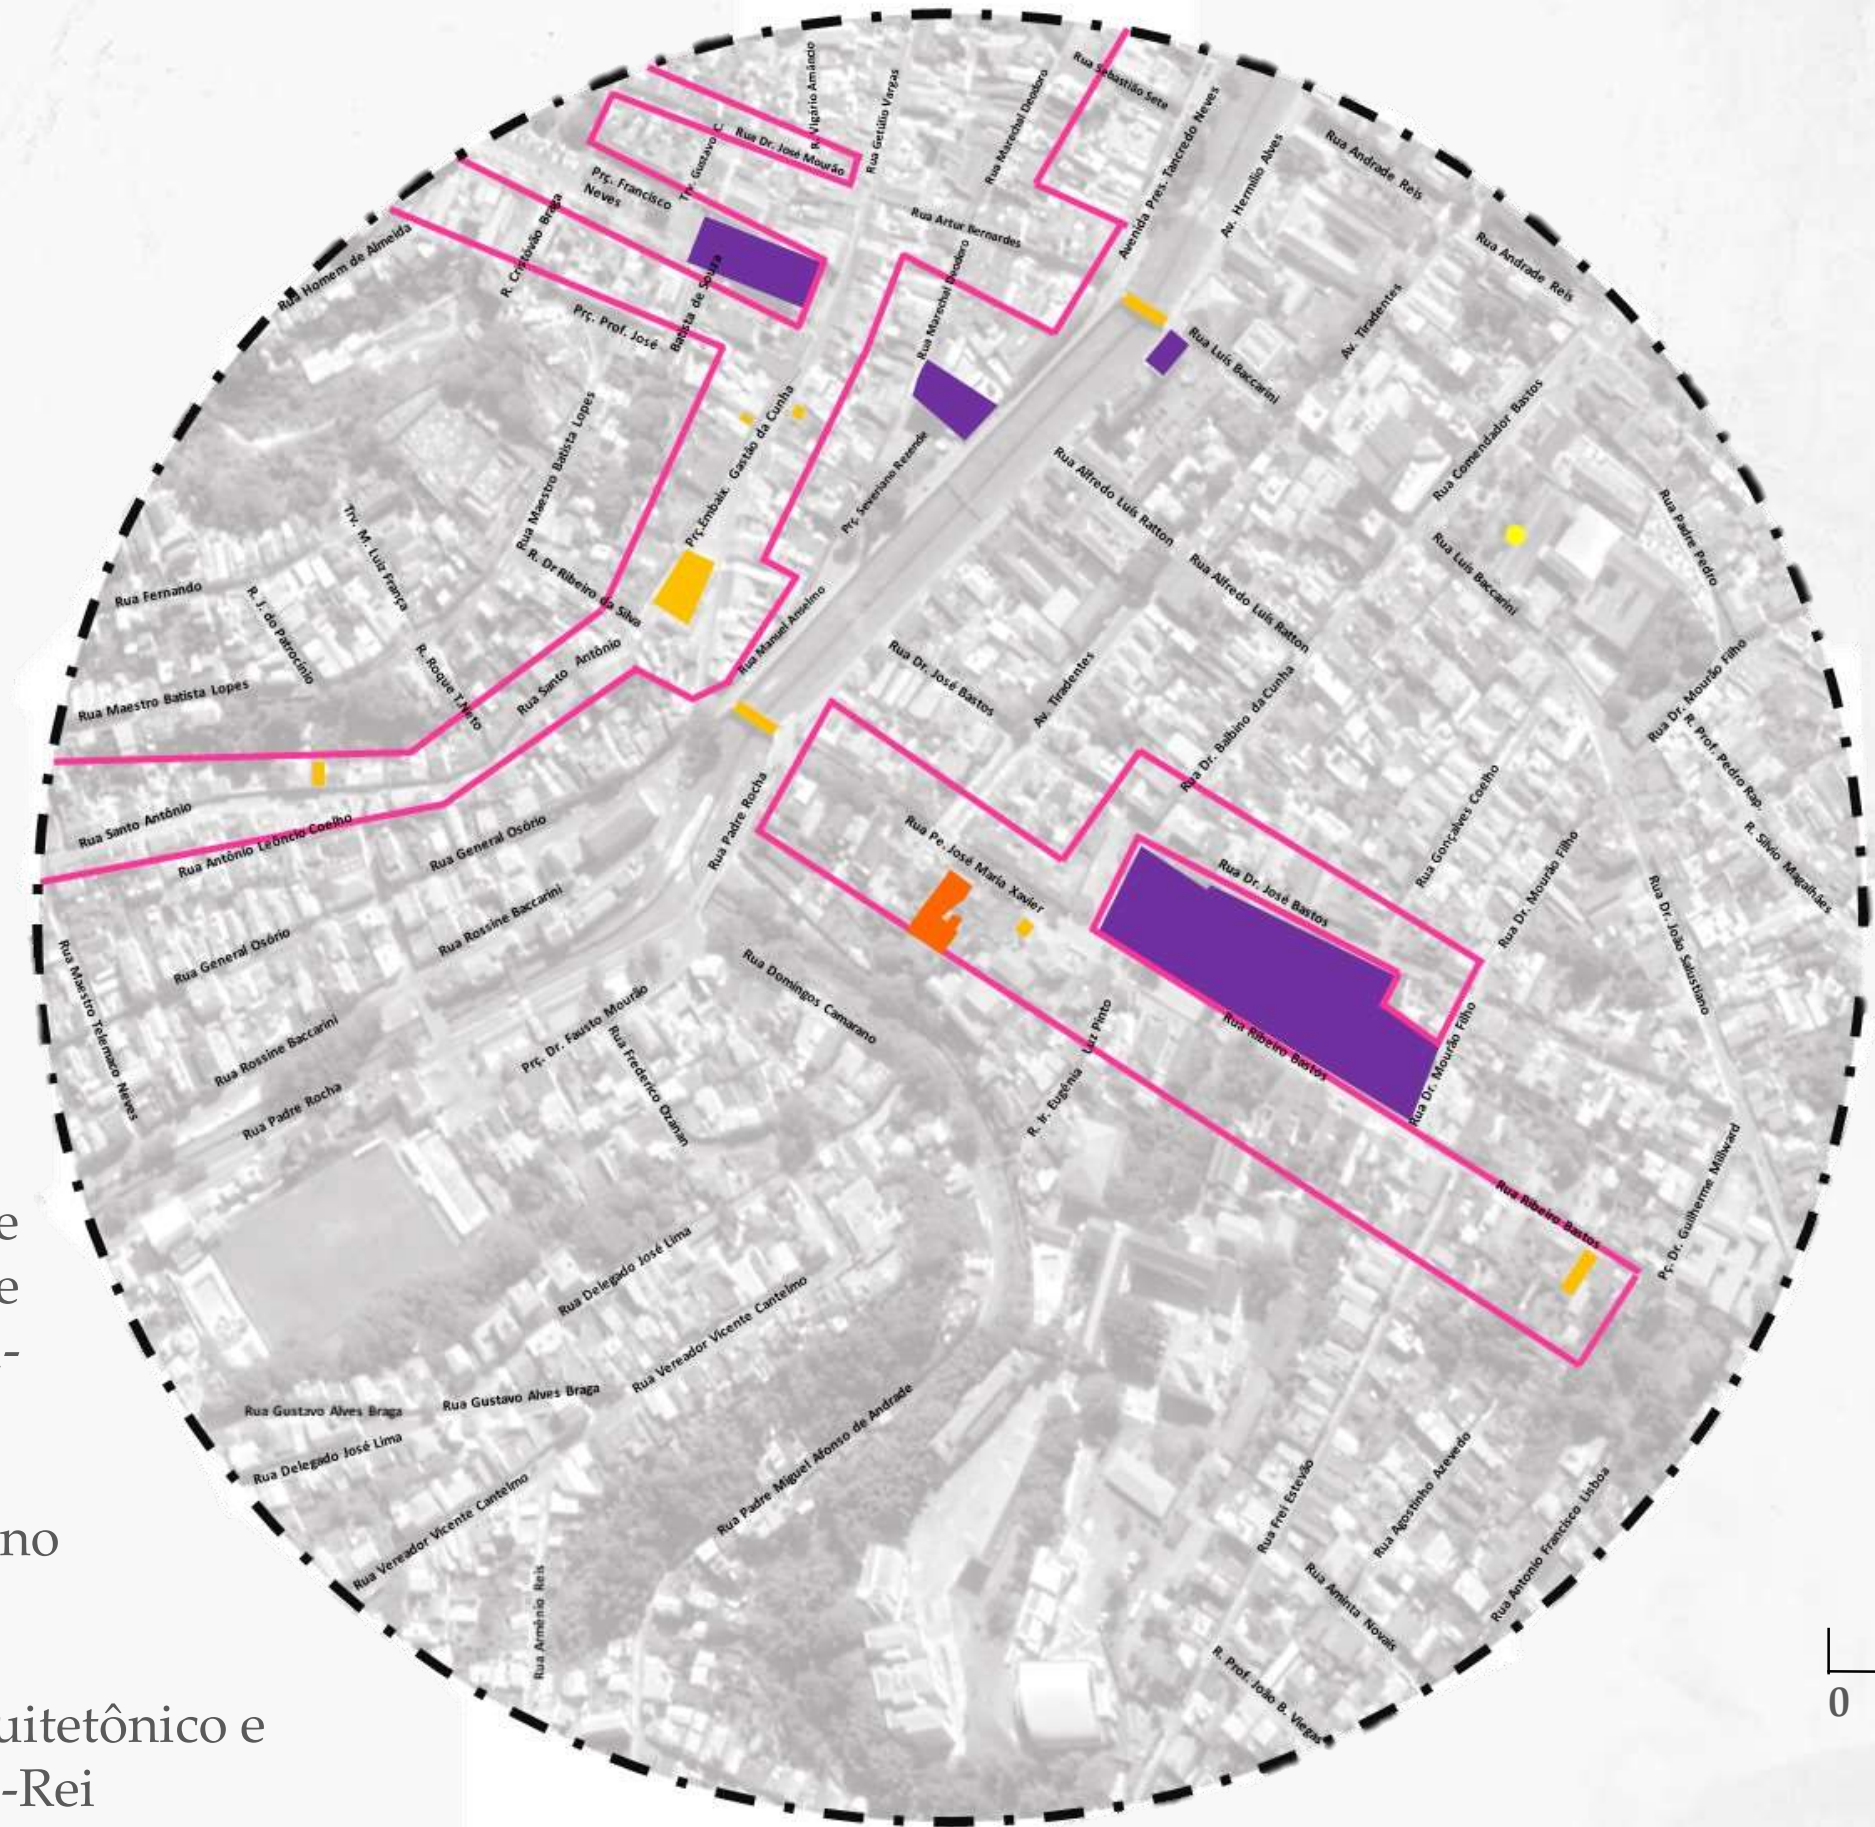 Rua Sebastião Sete
R. Vigário Amâncio
Rua Getúlio Vargas
Rua Marechal Deodoro
Avenida Pres. Tancredo Neves
Av. Hermílio Alves
Rua Andrade Reis
Rua Andrade Reis
Trv. Gustavo C.
Rua Dr. José Mourão
Prç. Francisco
Neves
R. Cristóvão Braga
Rua Homem de Almeida
Rua Artur Bernardes
Rua Marechal Deodoro
Batista de Souza
Prç. Prof. José
Av. Tiradentes
Rua Luís Baccarini
Rua Comendador Bastos
Rua Maestro Batista Lopes
Prç.Embaix. Gastão da Cunha
Prç. Severiano Rezende
Rua Alfredo Luís Ratton
Rua Alfredo Luís Ratton
Rua Luís Baccarini
Rua Padre Pedro
Trv. M. Luiz França
Rua Fernando
R. J. do Patrocínio
R. Dr Ribeiro da Silva
Rua Manuel Anselmo
R. Roque T.Neto
Rua Santo Antônio
Rua Maestro Batista Lopes
Rua Dr. José Bastos
Av. Tiradentes
Rua Dr. Balbino da Cunha
Rua Dr. Mourão Filho
R. Prof. Pedro Rap.
R. Silvio Magalhães
Rua Santo Antônio
Rua Antônio Leôncio Coelho
Rua General Osório
Rua Padre Rocha
Rua Pe. José Maria Xavier
Rua Dr. José Bastos
Rua Gonçalves Coelho
Rua Dr. Mourão Filho
Rua Dr. João Salustiano
Rua General Osório
Rua Rossine Baccarini
Rua Maestro Telemaco Neves
Rua Rossine Baccarini
Rua Padre Rocha
Prç. Dr. Fausto Mourão
Rua Frederico Ozanan
Rua Domingos Camarano
R. Ir. Eugênia Luz Pinto
Rua Ribeiro Bastos
Rua Dr. Mourão Filho
Rua Ribeiro Bastos
Pç. Dr. Guilherme Millward
e
e
-
Rua Delegado José Lima
Rua Vereador Vicente Cantelmo
Rua Gustavo Alves Braga
Rua Gustavo Alves Braga
Rua Delegado José Lima
Rua Vereador Vicente Cantelmo
Rua Padre Miguel Afonso de Andrade
Rua Armênio Reis
Rua Frei Estevão
Rua Agostinho Azevedo
Rua Antonio Francisco Lisboa
Rua Aminta Novais
R. Prof. João B. Viegas
no
uitetônico e
-Rei
0